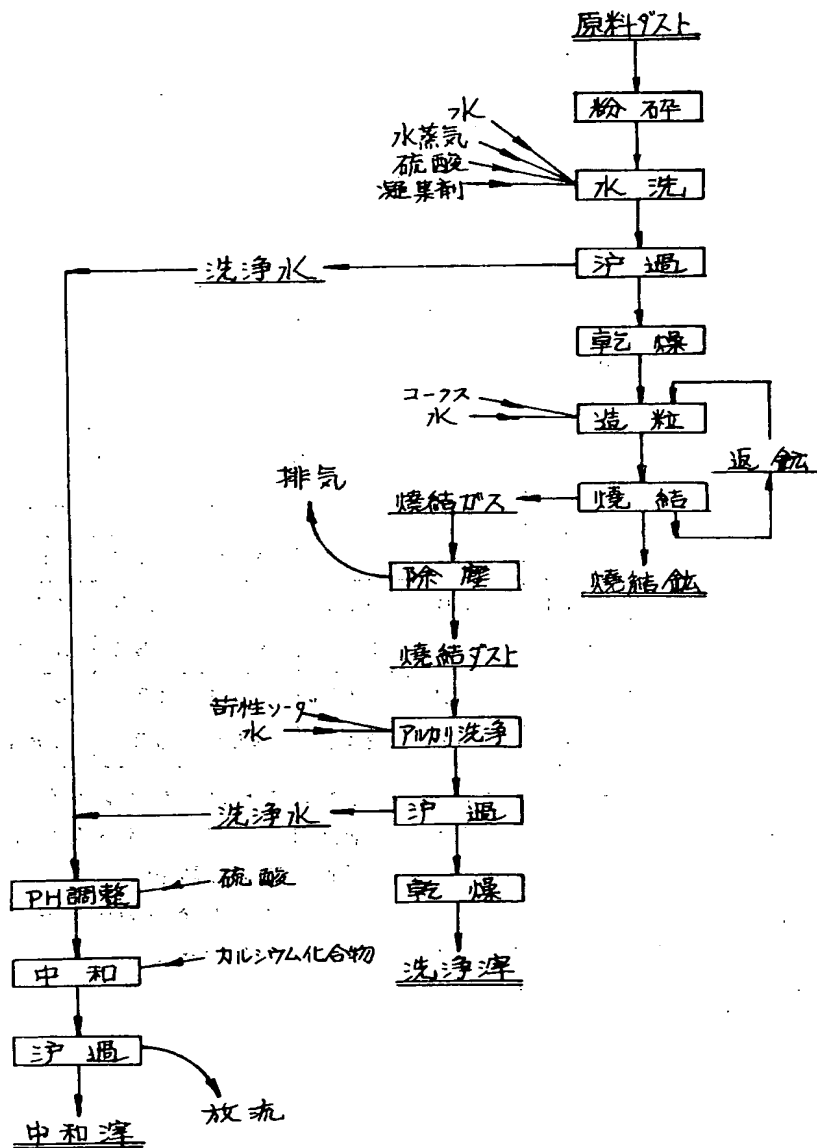 原料ダスト
粉砕
水
水蒸気
硫酸
凝集剤
水洗
洗浄水
沪過
乾燥
コークス
水
造粒
返鉱
排気
焼結ガス
焼結
除塵
焼結鉱
焼結ダスト
苛性ソーダ
水
アルカリ洗浄
洗浄水
沪過
硫酸
PH調整
乾燥
カルシウム化合物
中和
洗浄滓
沪過
放流
中和滓